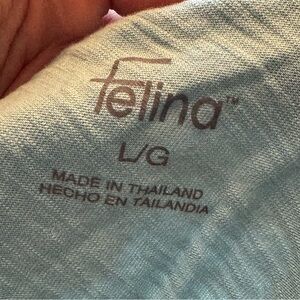 Felina™
L/G
MADE IN THAILAND
HECHO EN TAILANDIA